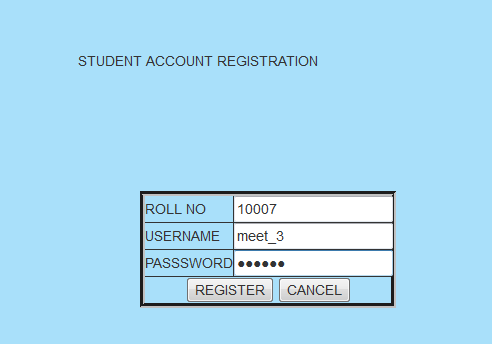 STUDENT ACCOUNT REGISTRATION
ROLL NO 10007
USERNAME meet_3
PASSSWORD ●●●●●●
REGISTER CANCEL